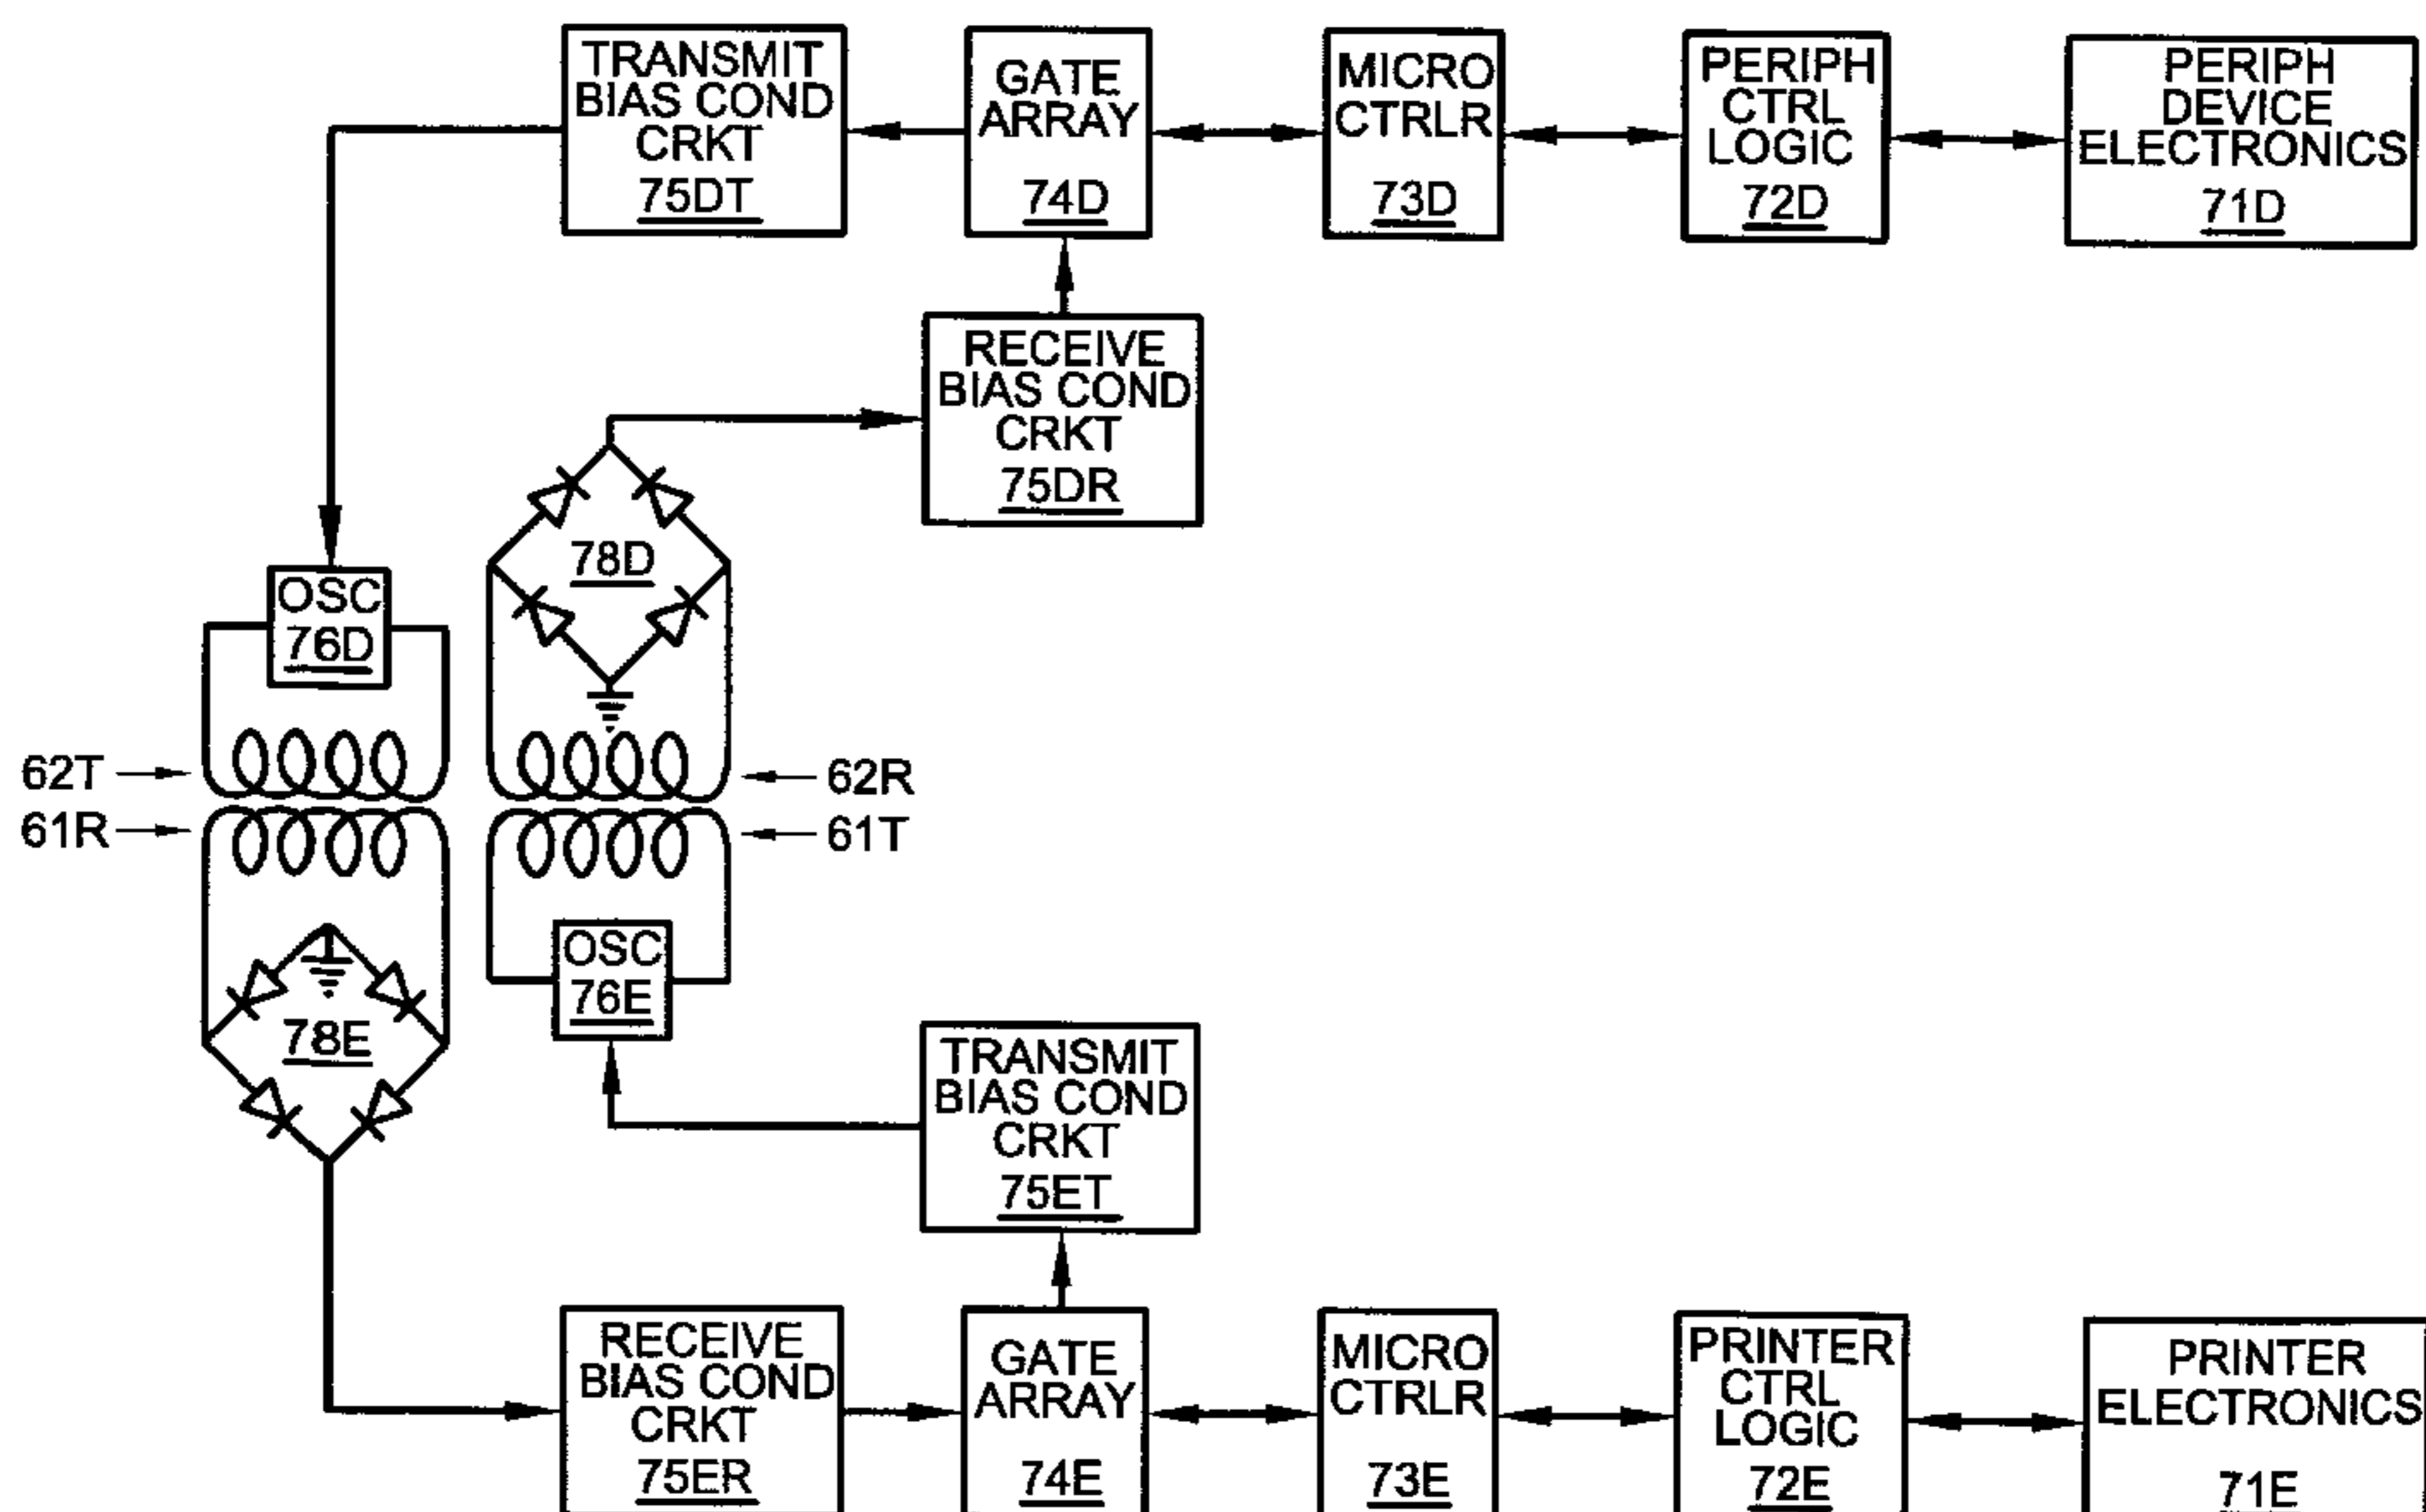 TRANSMIT
BIAS COND
CRKT
75DT
GATE
ARRAY
74D
MICRO
CTRLR
73D
PERIPH
CTRL
LOGIC
72D
PERIPH
DEVICE
ELECTRONICS
71D
RECEIVE
BIAS COND
CRKT
75DR
78D
OSC
76D
62T
61R
62R
61T
OSC
76E
78E
TRANSMIT
BIAS COND
CRKT
75ET
RECEIVE
BIAS COND
CRKT
75ER
GATE
ARRAY
74E
MICRO
CTRLR
73E
PRINTER
CTRL
LOGIC
72E
PRINTER
ELECTRONICS
71E